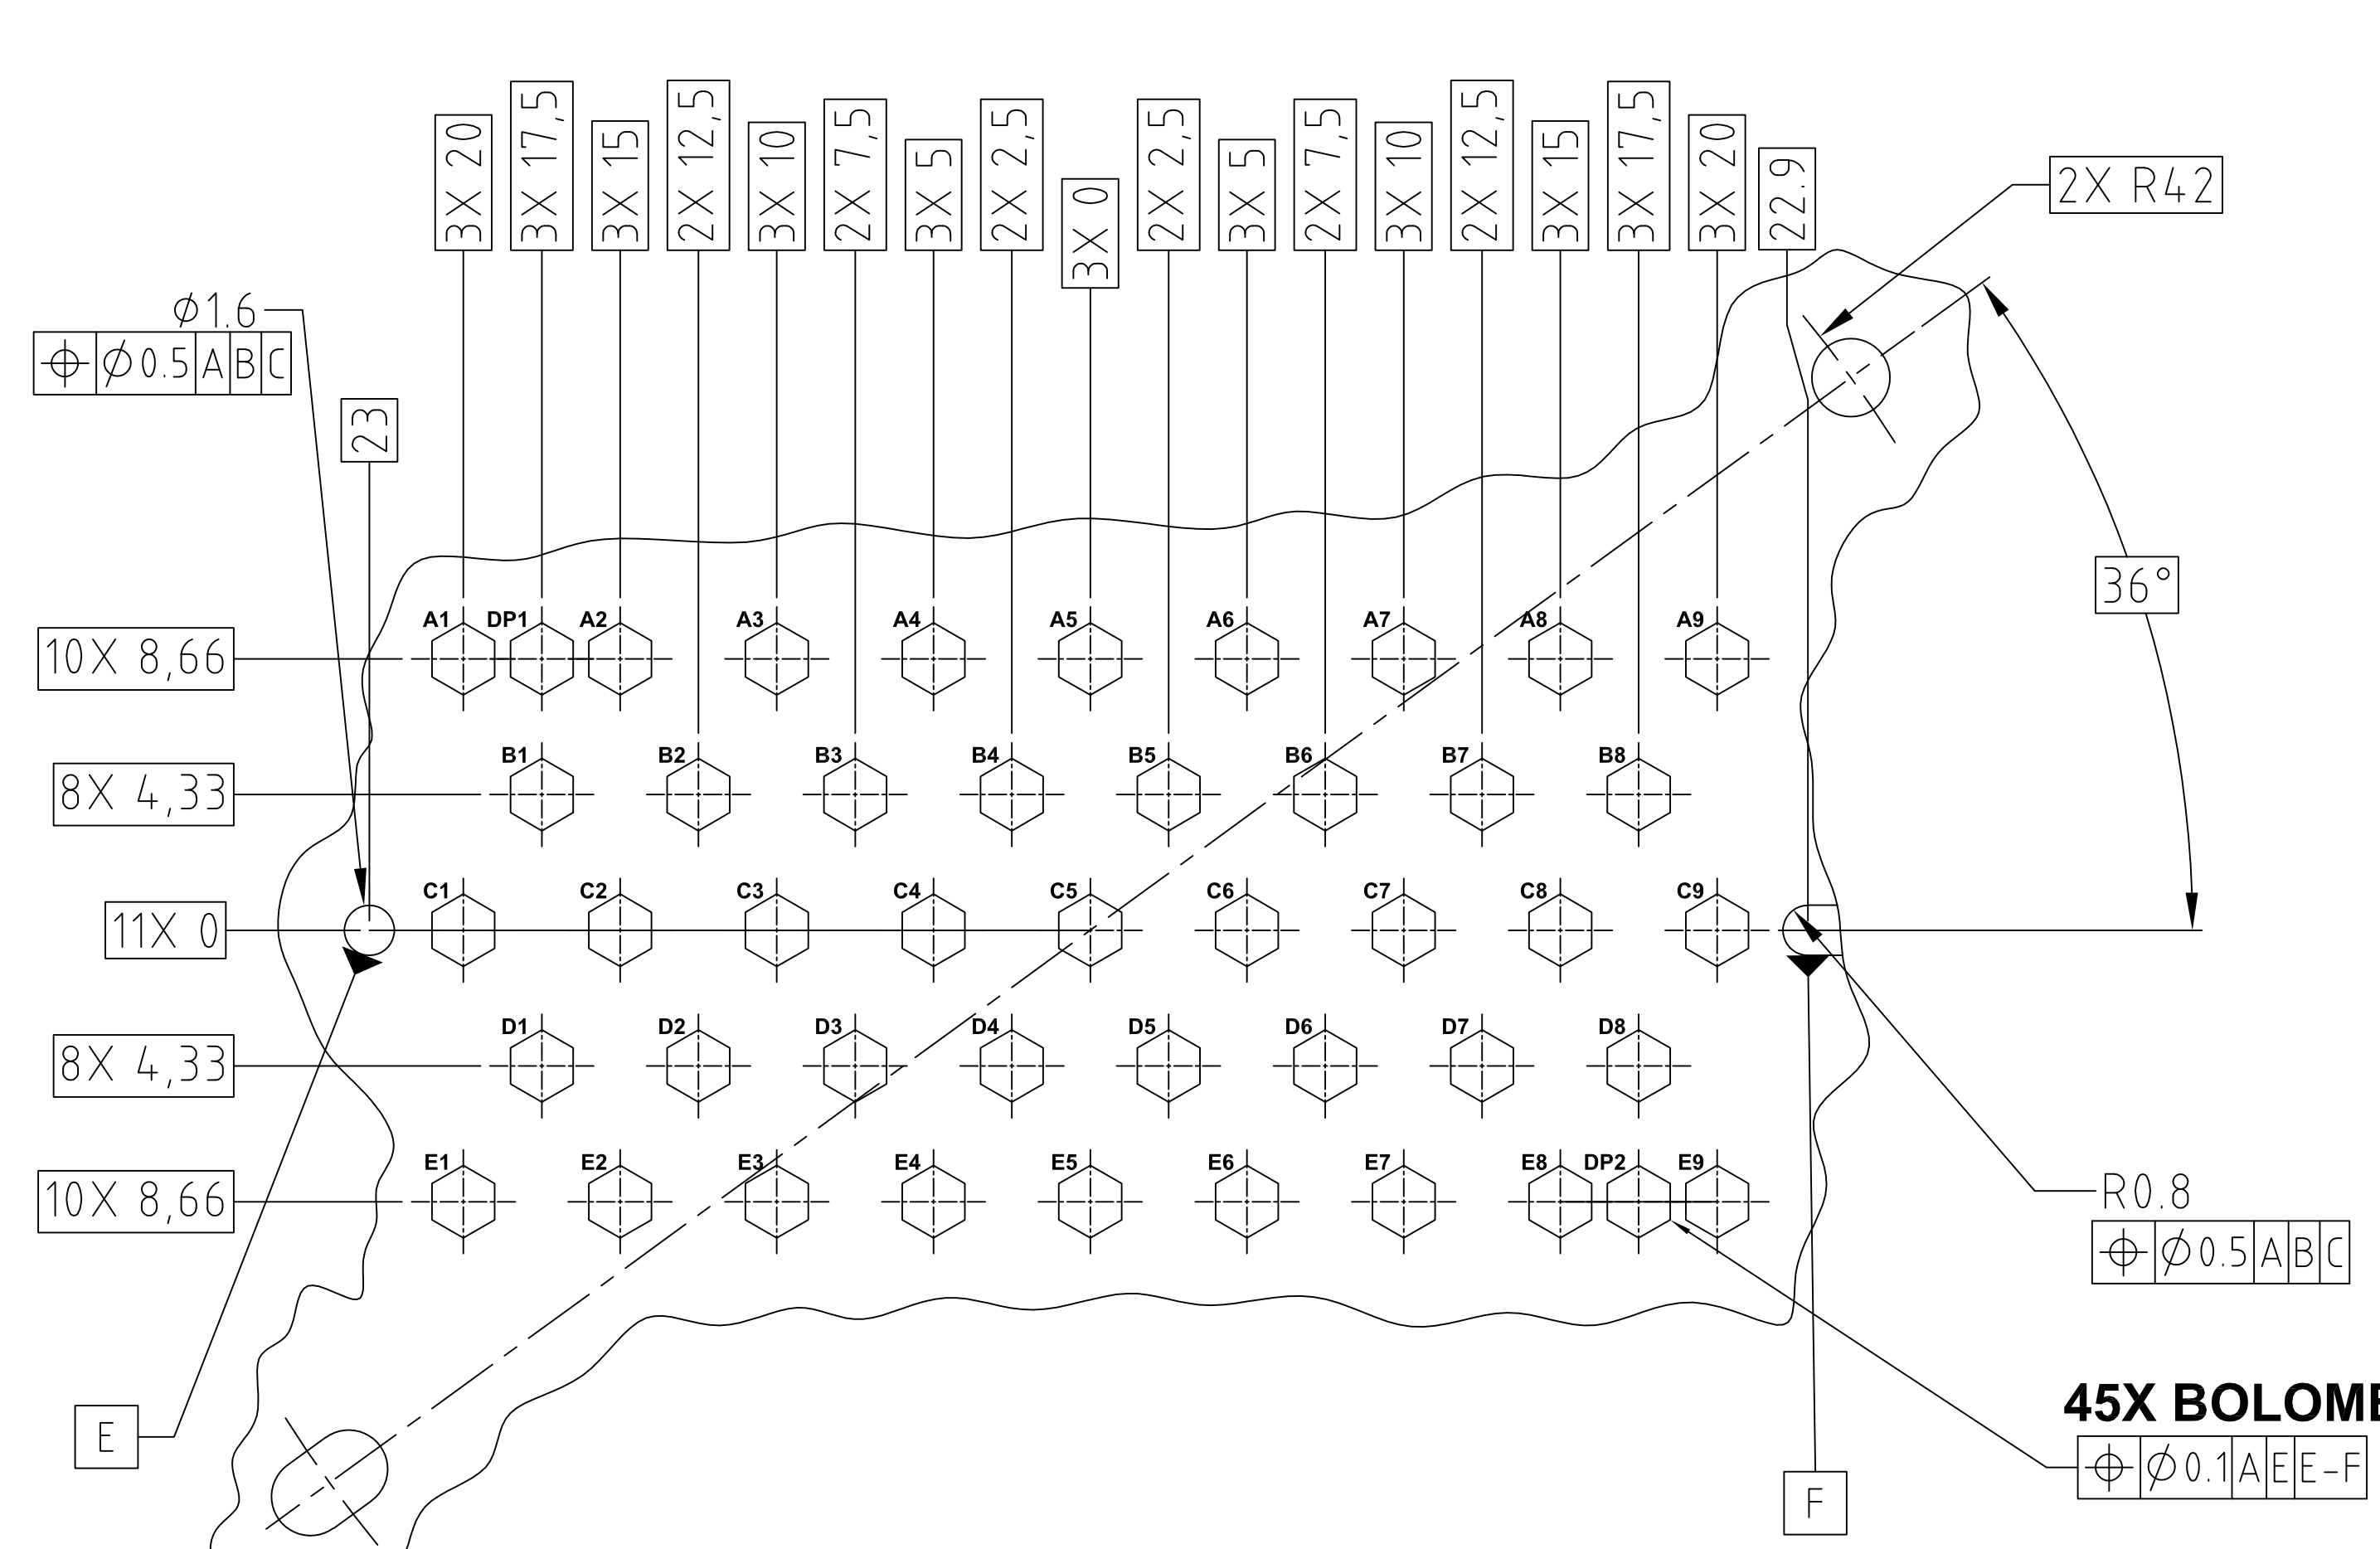 3X 20
3X 17,5
3X 15
2X 12,5
3X 10
2X 7,5
3X 5
2X 2,5
3X 0
2X 2,5
3X 5
2X 7,5
3X 10
2X 12,5
3X 15
3X 17,5
3X 20
22.9
2X R42
⌀1.6
⌖ ⌀0.5 A B C
23
36°
A1 DP1 A2 A3 A4 A5 A6 A7 A8 A9
10X 8,66
B1 B2 B3 B4 B5 B6 B7 B8
8X 4,33
C1 C2 C3 C4 C5 C6 C7 C8 C9
11X 0
D1 D2 D3 D4 D5 D6 D7 D8
8X 4,33
E1 E2 E3 E4 E5 E6 E7 E8 DP2 E9
10X 8,66
R0.8
⌖ ⌀0.5 A B C
45X BOLOM
⌖ ⌀0.1 A E E-F
E
F